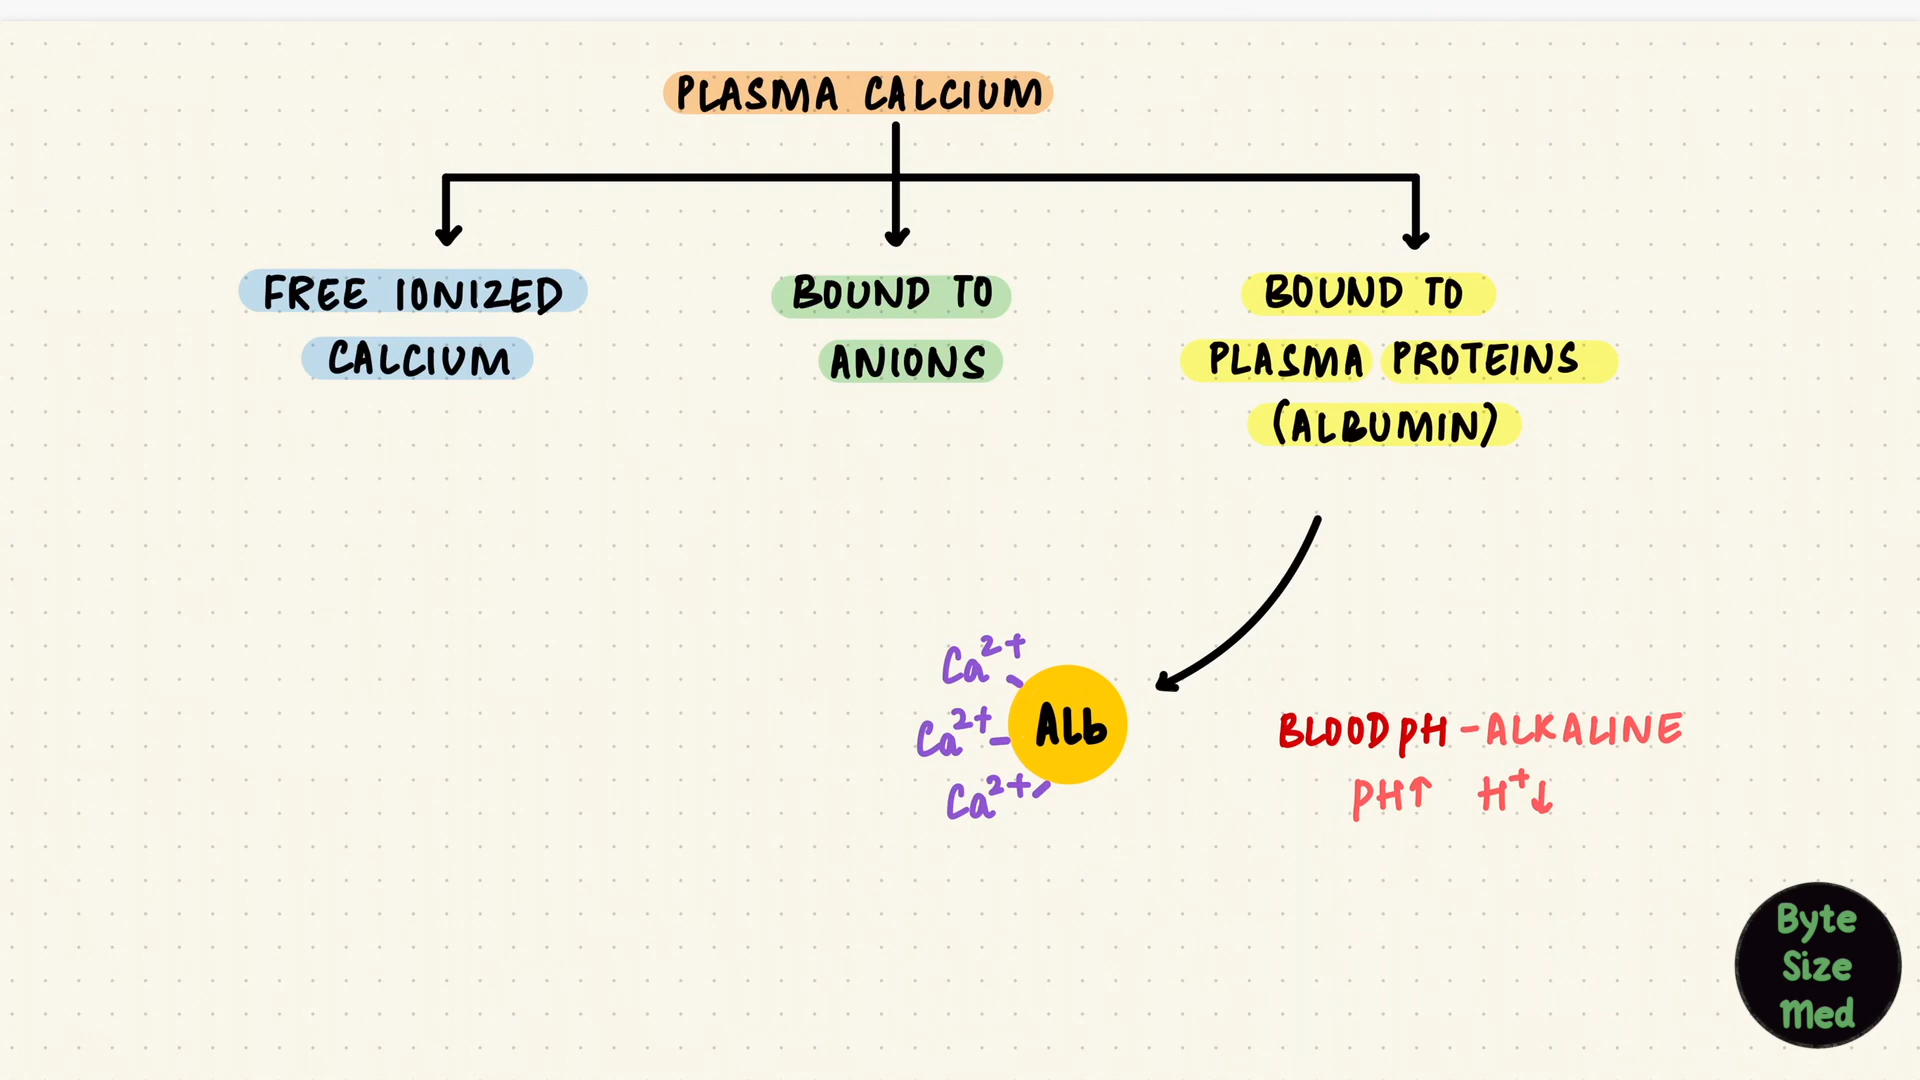 PLASMA CALCIUM
FREE IONIZED
CALCIUM
BOUND TO
ANIONS
BOUND TO
PLASMA PROTEINS
(ALBUMIN)
Ca²⁺
Ca²⁺
Ca²⁺
Alb
BLOOD pH - ALKALINE
PH↑ H⁺↓
Byte
Size
Med